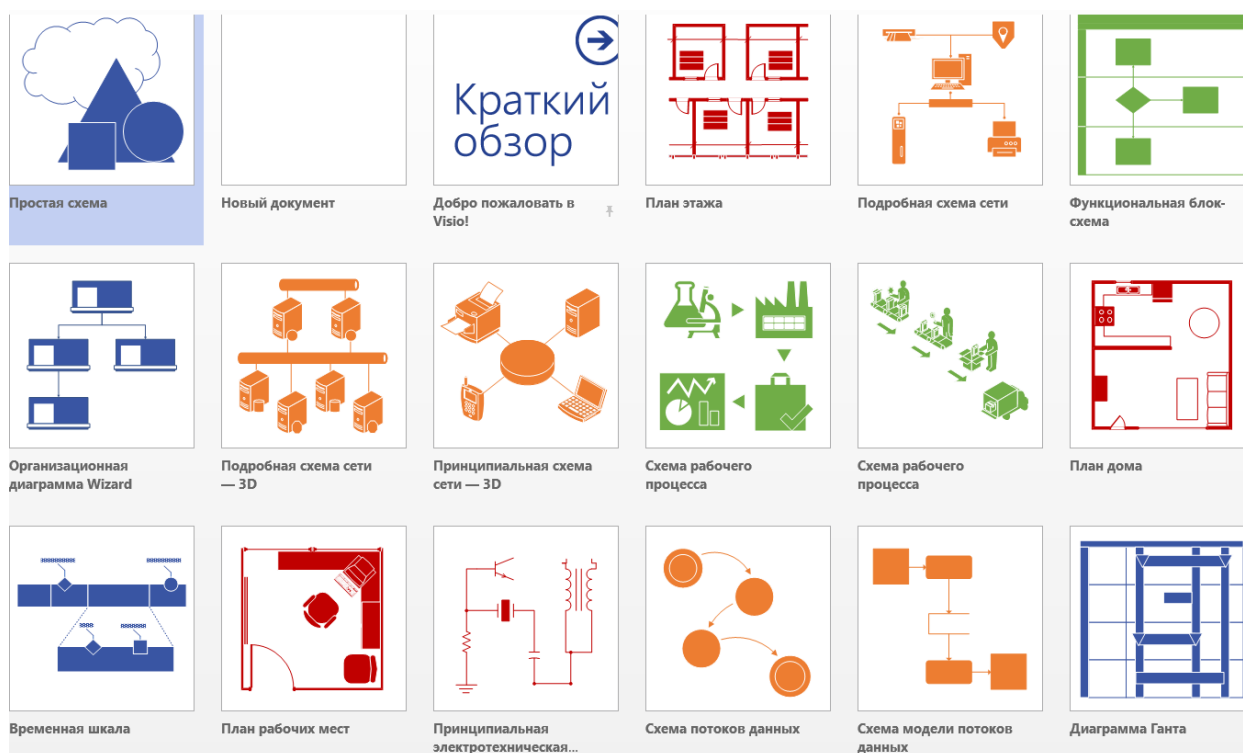 Краткий
обзор
Простая схема
Новый документ
Добро пожаловать в
Visio!
План этажа
Подробная схема сети
Функциональная блок-
схема
Организационная
диаграмма Wizard
Подробная схема сети
— 3D
Принципиальная схема
сети — 3D
Схема рабочего
процесса
Схема рабочего
процесса
План дома
Временная шкала
План рабочих мест
Принципиальная
электротехническая...
Схема потоков данных
Схема модели потоков
данных
Диаграмма Ганта